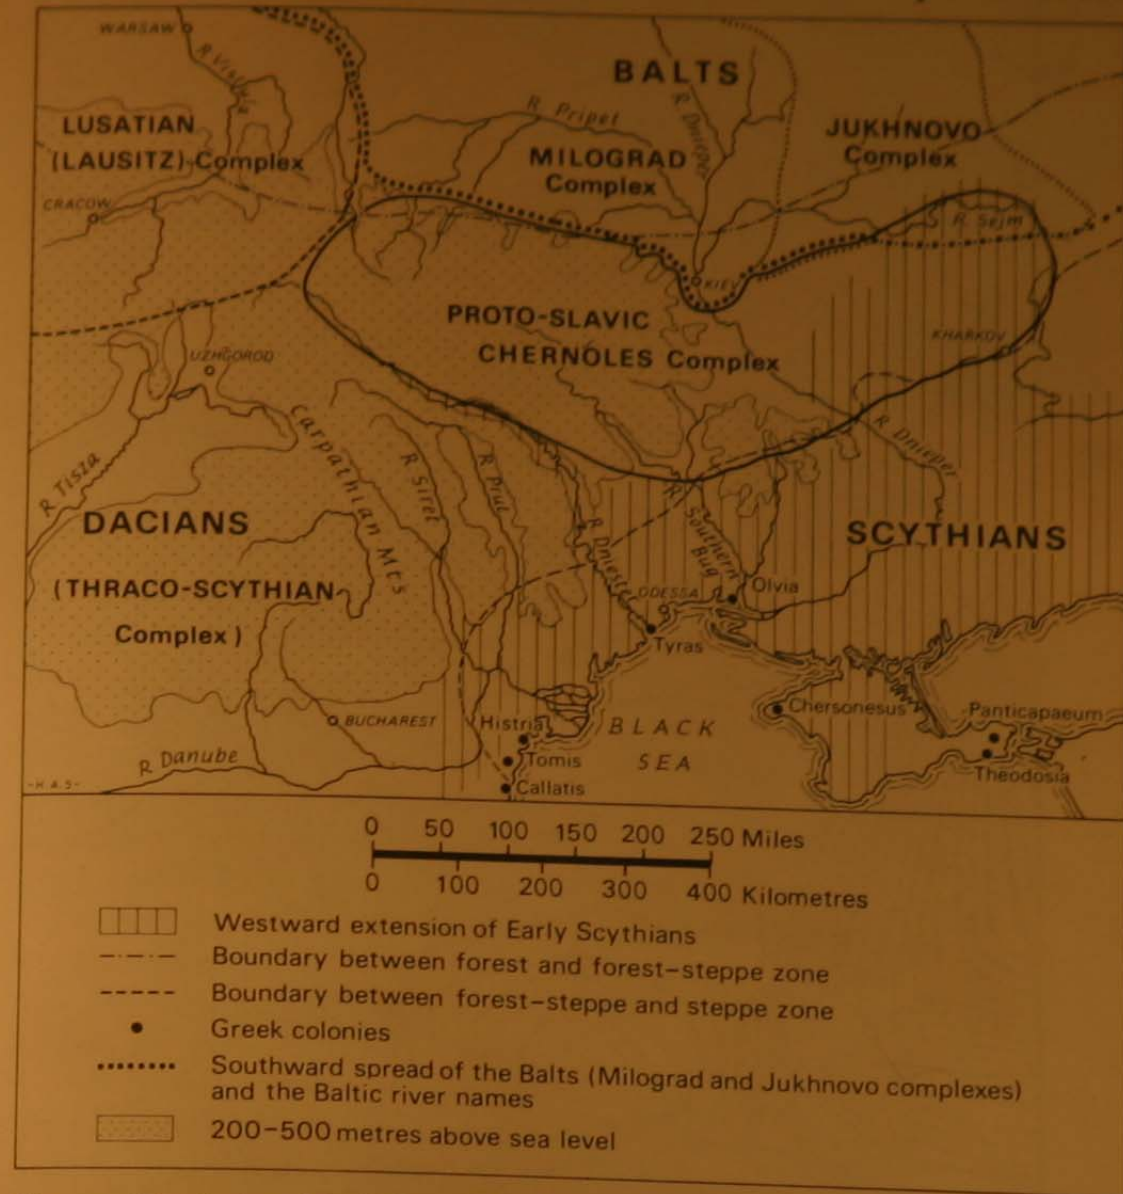 WARSAW
R. Vistula
BALTS
R. Pripet
R. Dnieper
LUSATIAN
(LAUSITZ) Complex
MILOGRAD
Complex
JUKHNOVO
Complex
CRACOW
R. Sejm
KIEV
PROTO-SLAVIC
CHERNOLES Complex
KHARKOV
UZHGOROD
Carpathian Mts
R. Tisza
R. Siret
R. Prut
R. Dnieper
R. Southern
Bug
R. Dniester
DACIANS
(THRACO-SCYTHIAN
Complex)
SCYTHIANS
ODESSA
Olvia
Tyras
BUCHAREST
R. Danube
Histria
Tomis
Callatis
BLACK
SEA
Chersonesus
Panticapaeum
Theodosia
-H.A.S-
0 50 100 150 200 250 Miles
0 100 200 300 400 Kilometres
Westward extension of Early Scythians
Boundary between forest and forest-steppe zone
Boundary between forest-steppe and steppe zone
Greek colonies
Southward spread of the Balts (Milograd and Jukhnovo complexes)
and the Baltic river names
200-500 metres above sea level